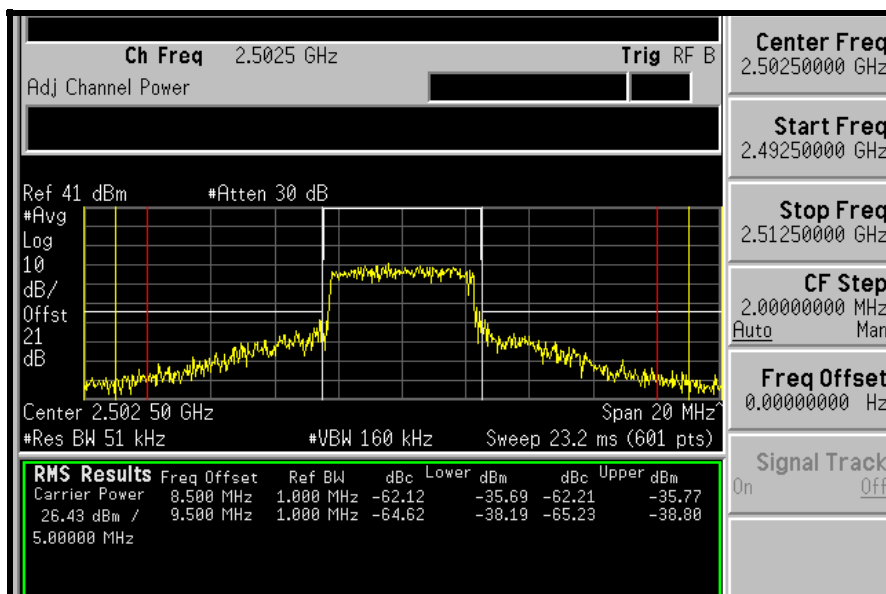 Ch Freq 2.5025 GHz Trig RF B
Adj Channel Power
Ref 41 dBm #Atten 30 dB
#Avg
Log
10
dB/
Offst
21
dB
Center 2.502 50 GHz Span 20 MHz^
#Res BW 51 kHz #VBW 160 kHz Sweep 23.2 ms (601 pts)
RMS Results Freq Offset Ref BW dBc Lower dBm dBc Upper dBm
Carrier Power 8.500 MHz 1.000 MHz -62.12 -35.69 -62.21 -35.77
26.43 dBm / 9.500 MHz 1.000 MHz -64.62 -38.19 -65.23 -38.80
5.00000 MHz
Center Freq
2.50250000 GHz
Start Freq
2.49250000 GHz
Stop Freq
2.51250000 GHz
CF Step
2.00000000 MHz
Auto Man
Freq Offset
0.00000000 Hz
Signal Track
On Off